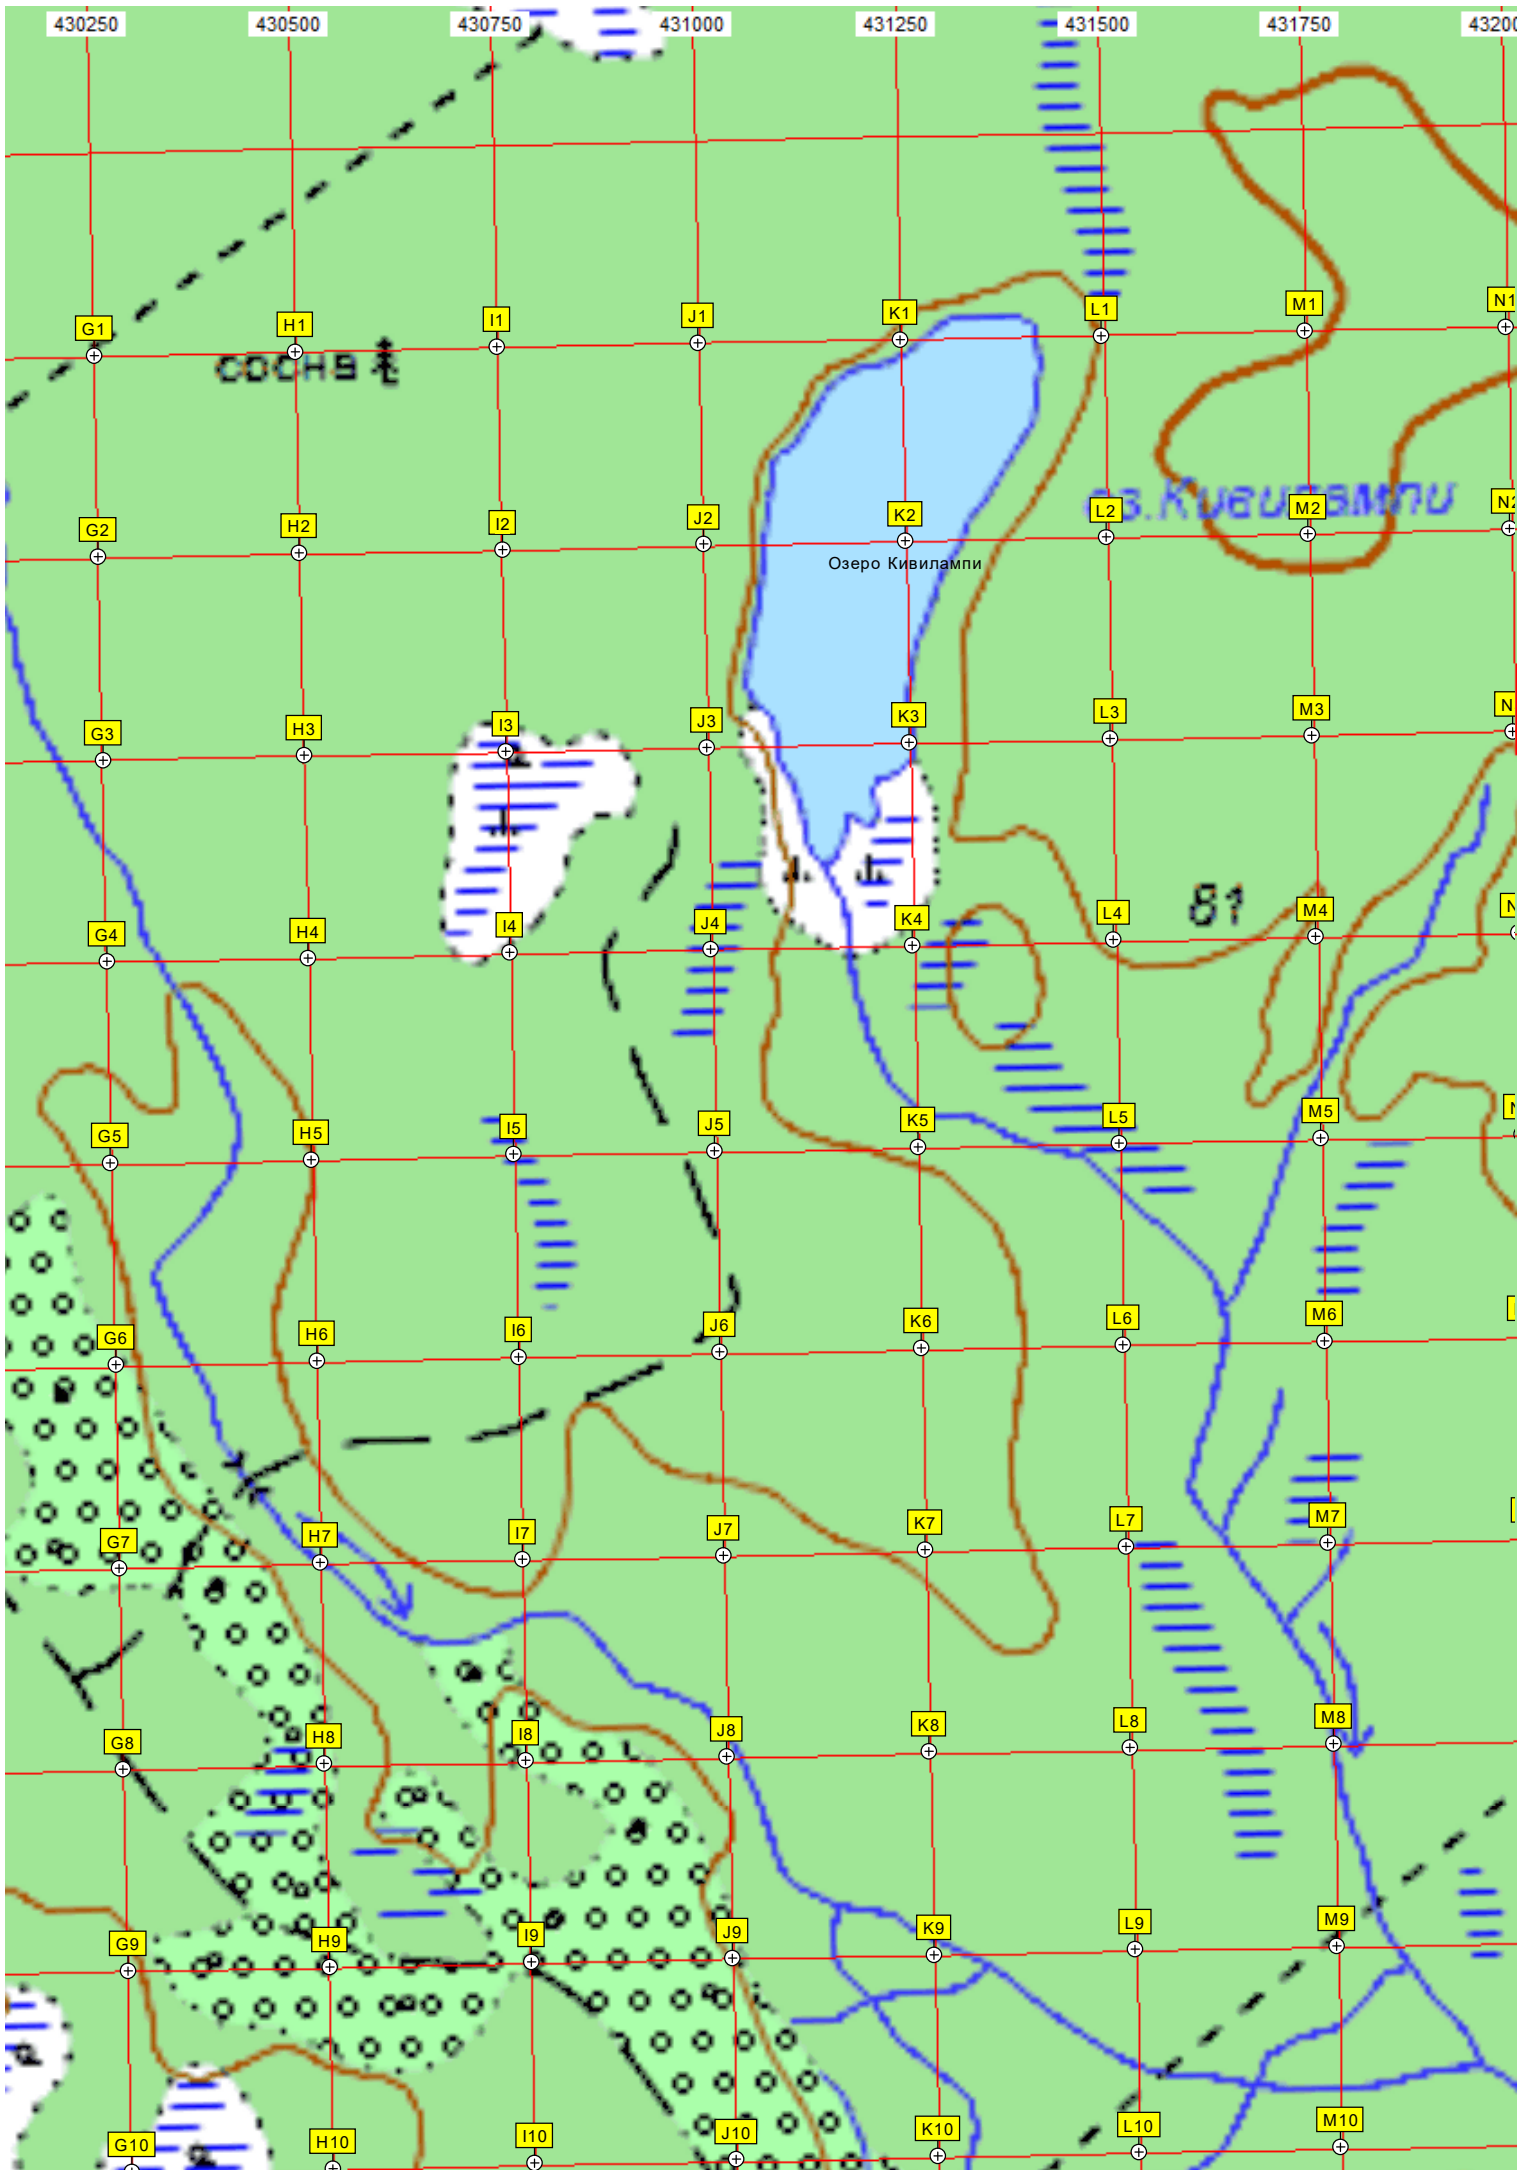 430250 430500 430750 431000 431250 431500 431750 43200
G1 H1 I1 J1 K1 L1 M1 N1
сосна
оз.Кивилампи
G2 H2 I2 J2 K2 L2 M2 N2
Озеро Кивилампи
G3 H3 I3 J3 K3 L3 M3 N
81
G4 H4 I4 J4 K4 L4 M4 N
G5 H5 I5 J5 K5 L5 M5 N
G6 H6 I6 J6 K6 L6 M6
G7 H7 I7 J7 K7 L7 M7
G8 H8 I8 J8 K8 L8 M8
G9 H9 I9 J9 K9 L9 M9
G10 H10 I10 J10 K10 L10 M10